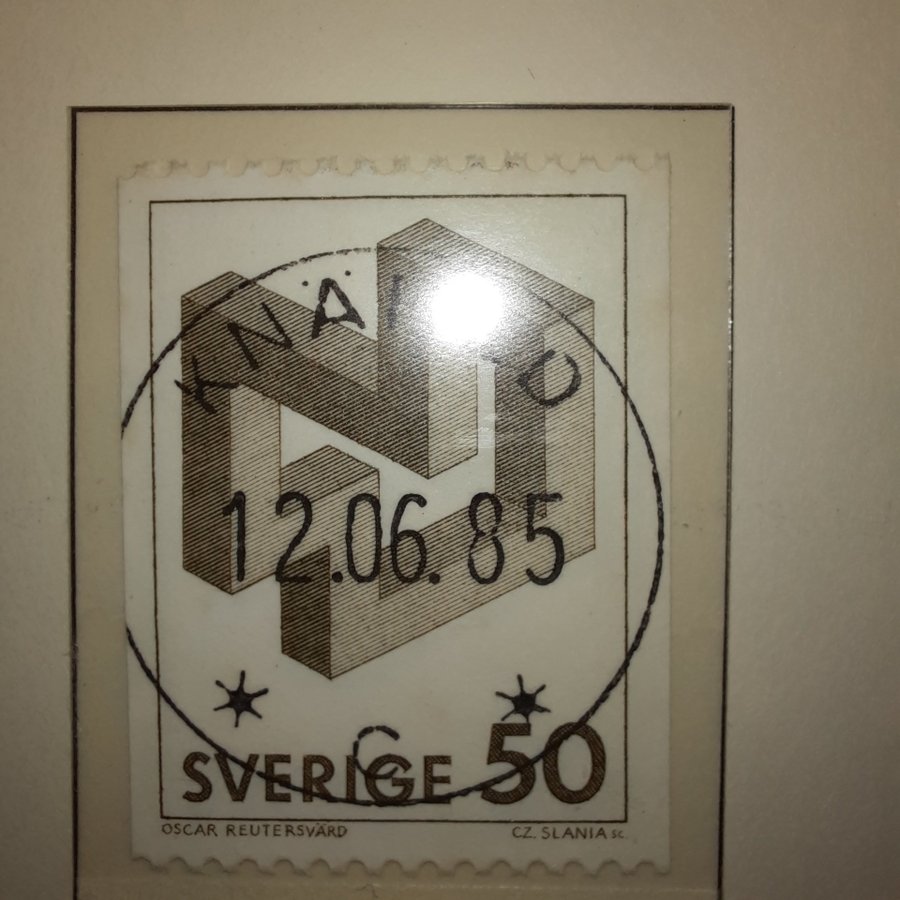 12.06.85
G
SVERIGE 50
OSCAR REUTERSVÄRD CZ. SLANIA SC.